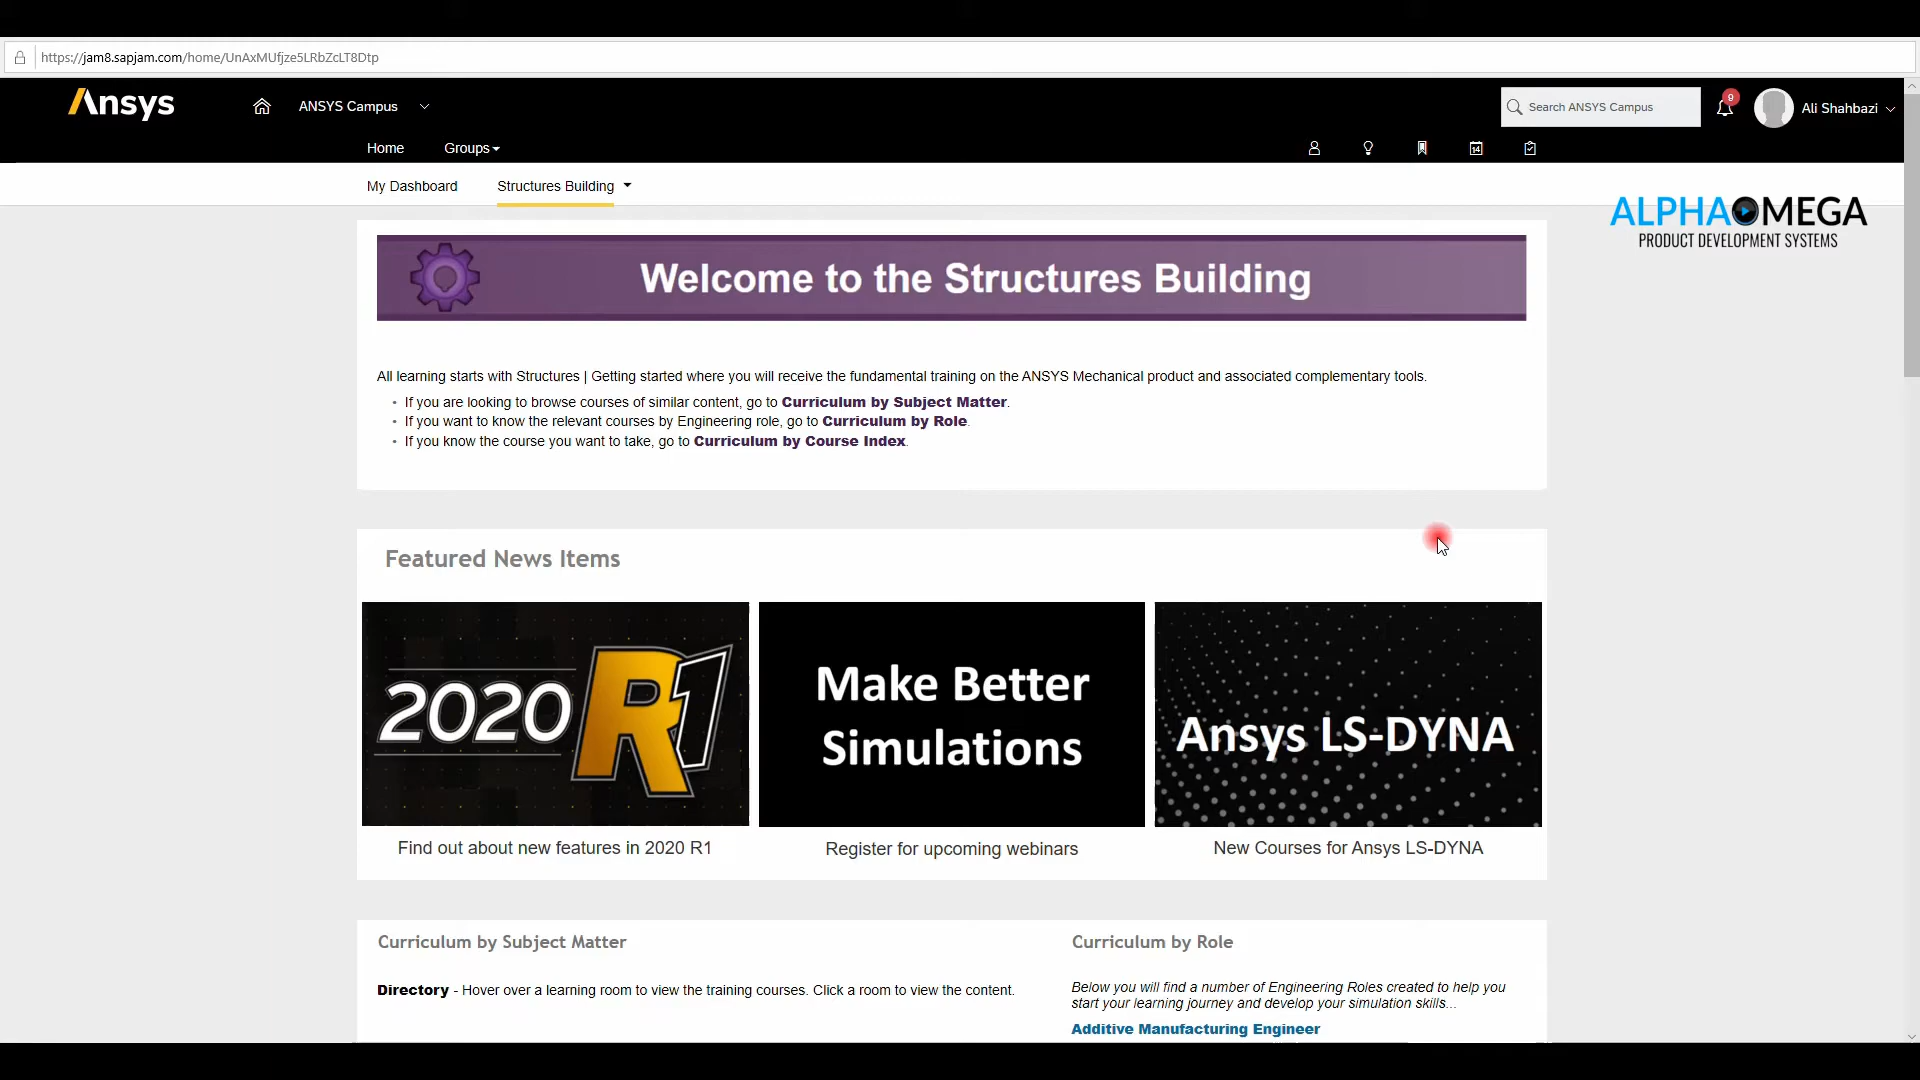 https://jam8.sapjam.com/home/UnAxMUfjze5LRbZcLT8Dtp
Ansys
ANSYS Campus
Search ANSYS Campus
9
Ali Shahbazi
Home
Groups
14
My Dashboard
Structures Building
ALPHA OMEGA
PRODUCT DEVELOPMENT SYSTEMS
Welcome to the Structures Building
All learning starts with Structures | Getting started where you will receive the fundamental training on the ANSYS Mechanical product and associated complementary tools.
• If you are looking to browse courses of similar content, go to Curriculum by Subject Matter.
• If you want to know the relevant courses by Engineering role, go to Curriculum by Role.
• If you know the course you want to take, go to Curriculum by Course Index.
Featured News Items
2020 R1
Make Better
Simulations
Ansys LS-DYNA
Find out about new features in 2020 R1
Register for upcoming webinars
New Courses for Ansys LS-DYNA
Curriculum by Subject Matter
Directory - Hover over a learning room to view the training courses. Click a room to view the content.
Curriculum by Role
Below you will find a number of Engineering Roles created to help you
start your learning journey and develop your simulation skills...
Additive Manufacturing Engineer